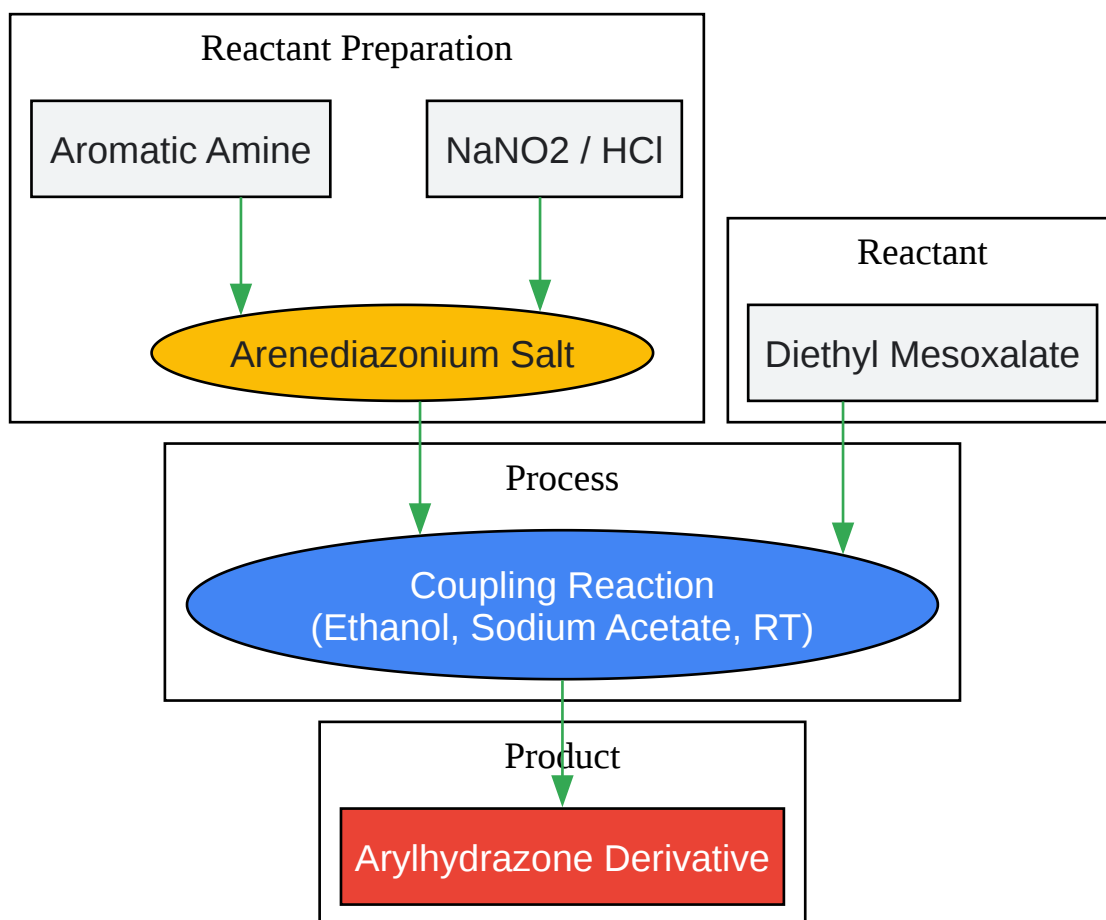 Reactant Preparation
Aromatic Amine
NaNO2 / HCl
Reactant
Arenediazonium Salt
Diethyl Mesoxalate
Process
Coupling Reaction
(Ethanol, Sodium Acetate, RT)
Product
Arylhydrazone Derivative